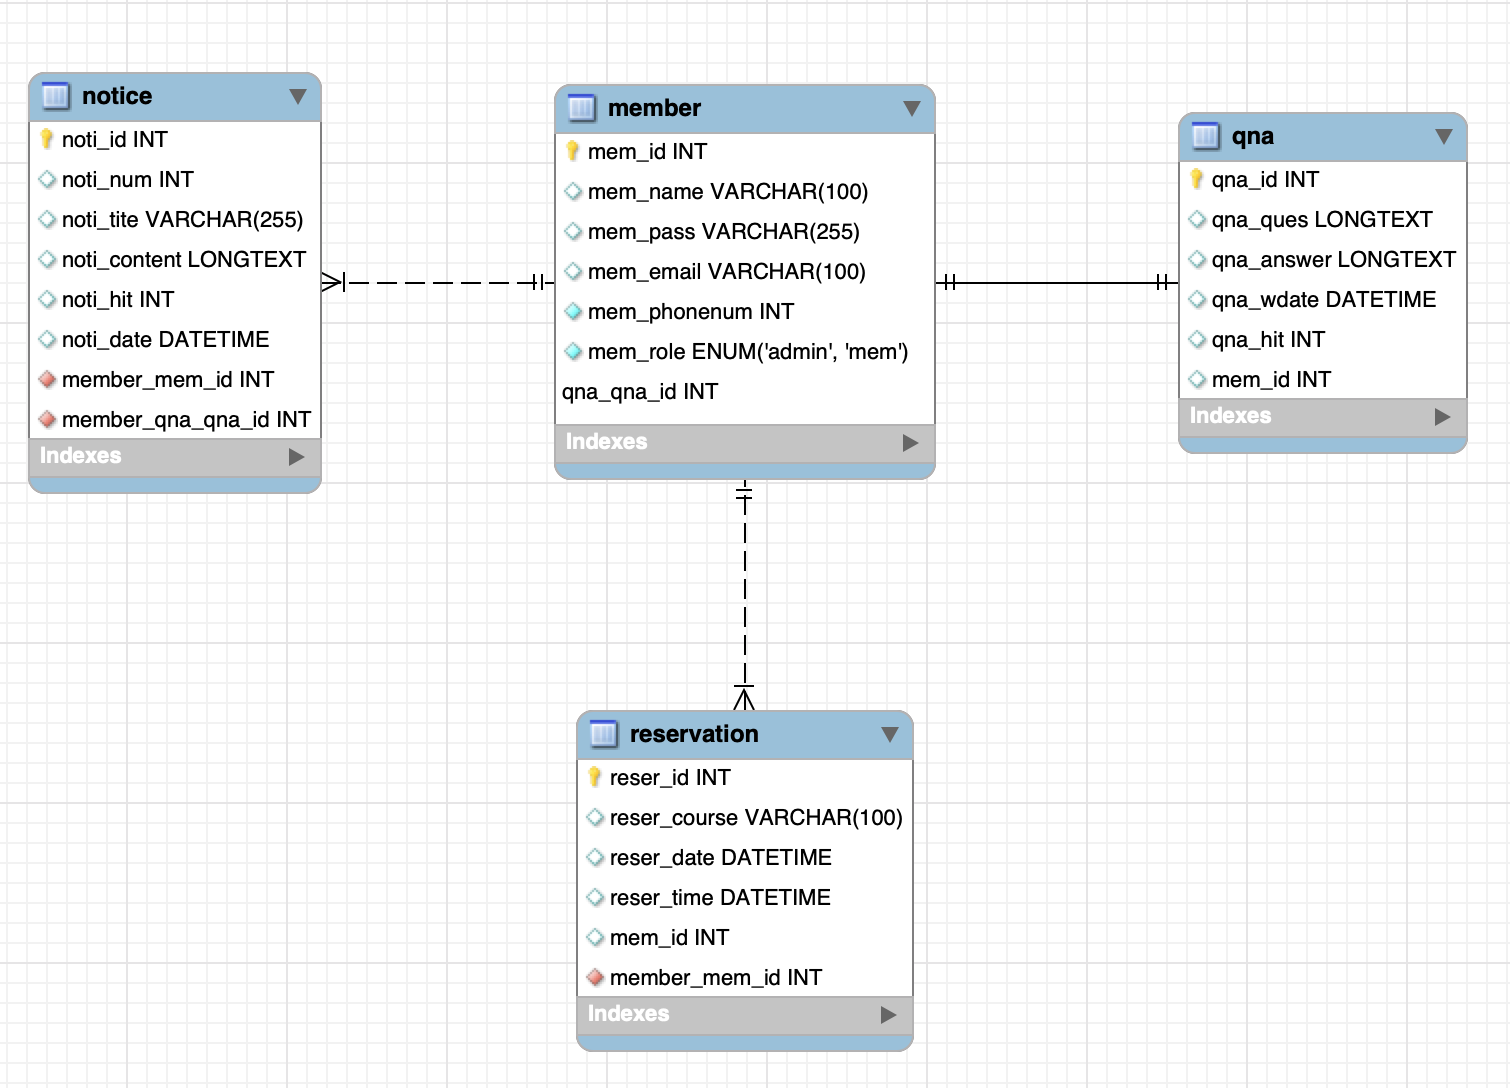 notice
noti_id INT
noti_num INT
noti_tite VARCHAR(255)
noti_content LONGTEXT
noti_hit INT
noti_date DATETIME
member_mem_id INT
member_qna_qna_id INT
Indexes
member
mem_id INT
mem_name VARCHAR(100)
mem_pass VARCHAR(255)
mem_email VARCHAR(100)
mem_phonenum INT
mem_role ENUM('admin', 'mem')
qna_qna_id INT
Indexes
qna
qna_id INT
qna_ques LONGTEXT
qna_answer LONGTEXT
qna_wdate DATETIME
qna_hit INT
mem_id INT
Indexes
reservation
reser_id INT
reser_course VARCHAR(100)
reser_date DATETIME
reser_time DATETIME
mem_id INT
member_mem_id INT
Indexes